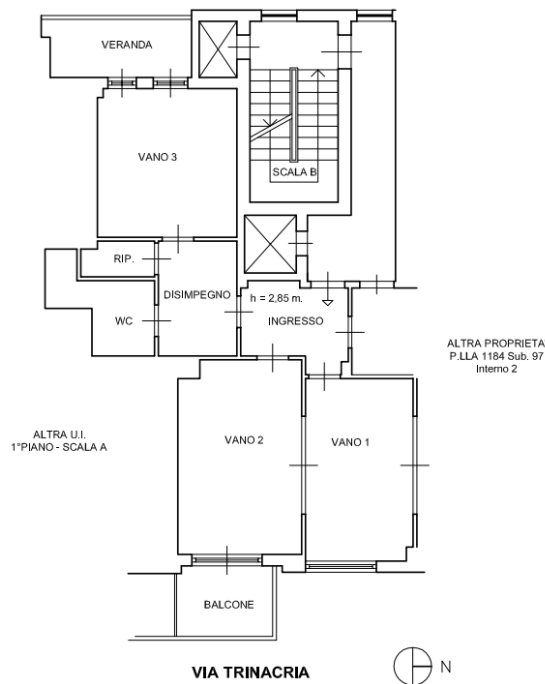 VERANDA
VANO 3
SCALA B
RIP.
DISIMPEGNO
h = 2,85 m.
INGRESSO
WC
ALTRA PROPRIETA
P.LLA 1184 Sub. 97
Interno 2
ALTRA U.I.
1°PIANO - SCALA A
VANO 2
VANO 1
BALCONE
VIA TRINACRIA
N